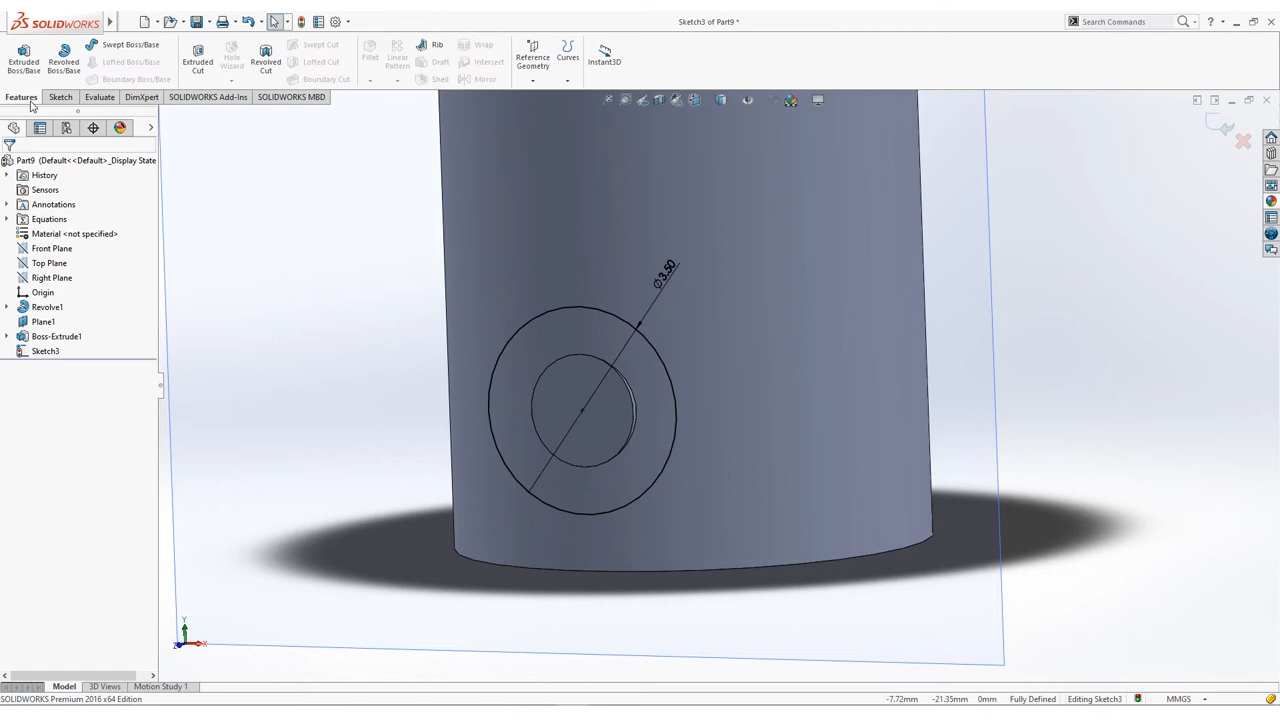 SOLIDWORKS
Sketch3 of Part9 *
Search Commands
Extruded Boss/Base
Revolved Boss/Base
Swept Boss/Base
Lofted Boss/Base
Boundary Boss/Base
Extruded Cut
Hole Wizard
Revolved Cut
Swept Cut
Lofted Cut
Boundary Cut
Fillet
Linear Pattern
Rib
Draft
Shell
Wrap
Intersect
Mirror
Reference Geometry
Curves
Instant3D
Features
Sketch
Evaluate
DimXpert
SOLIDWORKS Add-Ins
SOLIDWORKS MBD
Part9 (Default<<Default>_Display State
History
Sensors
Annotations
Equations
Material <not specified>
Front Plane
Top Plane
Right Plane
Origin
Revolve1
Plane1
Boss-Extrude1
Sketch3
∅3.50
Y
X
Z
Model
3D Views
Motion Study 1
SOLIDWORKS Premium 2016 x64 Edition
-7.72mm
-21.35mm
0mm
Fully Defined
Editing Sketch3
MMGS